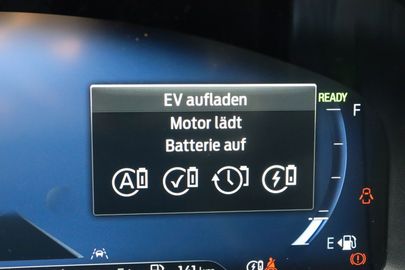 EV aufladen
READY
Motor lädt
F
Batterie auf
A
E